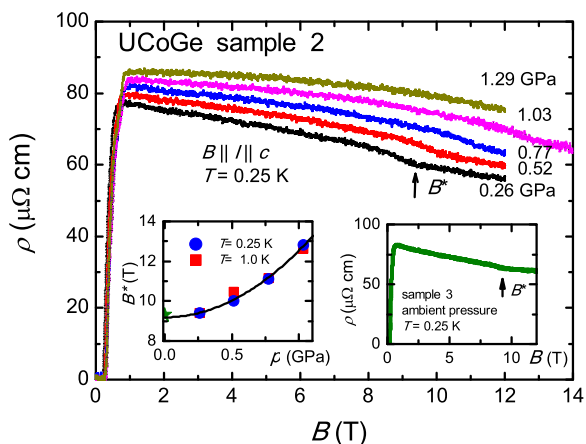 UCoGe sample 2
100
80
60
40
20
0
ρ (μΩ cm)
1.29 GPa
1.03
0.77
0.52
0.26 GPa
B || I || c
T = 0.25 K
B*
14
12
10
8
B*(T)
T= 0.25 K
T= 1.0 K
0.0 0.5 1.0
p (GPa)
100
75
50
25
0
ρ (μΩ cm)
sample 3
ambient pressure
T = 0.25 K
B*
0 5 10
B (T)
0 2 4 6 8 10 12 14
B (T)